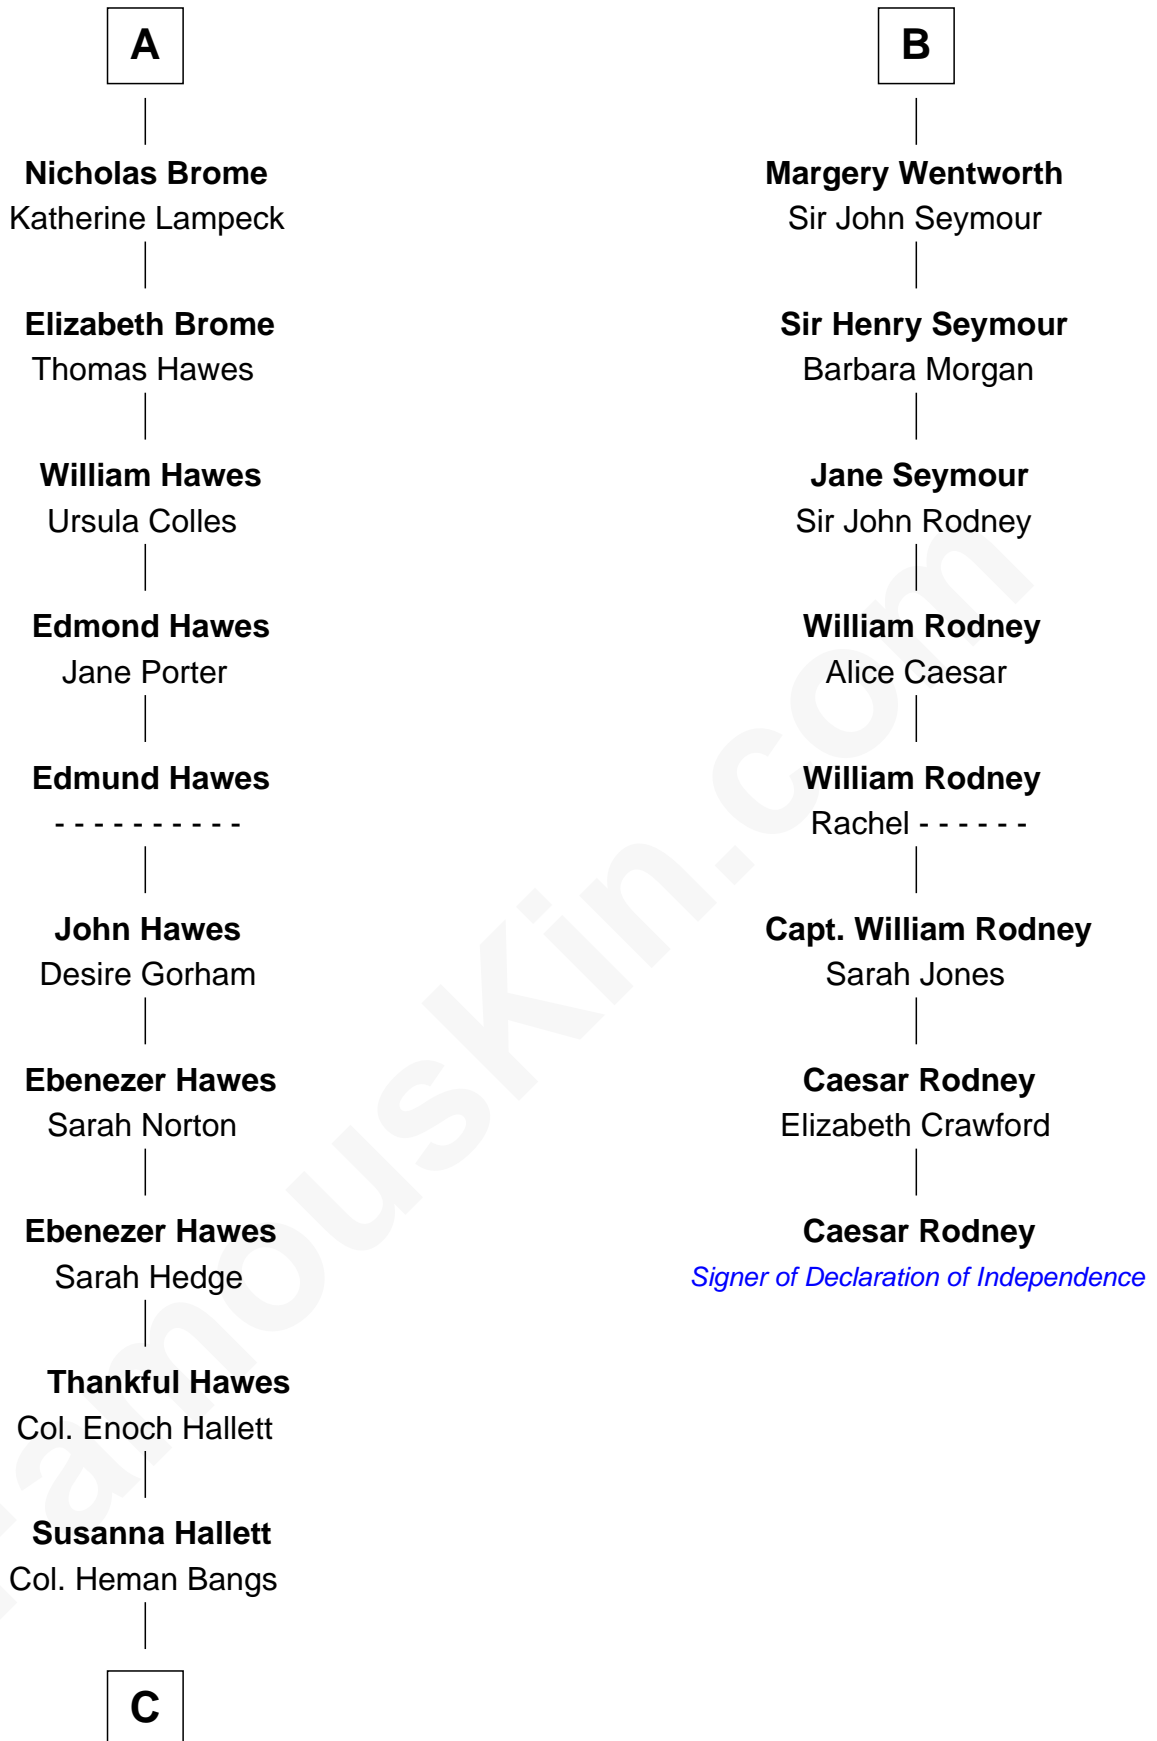 A
Nicholas Brome
Katherine Lampeck
Elizabeth Brome
Thomas Hawes
William Hawes
Ursula Colles
Edmond Hawes
Jane Porter
Edmund Hawes
- - - - - - - - - -
John Hawes
Desire Gorham
Ebenezer Hawes
Sarah Norton
Ebenezer Hawes
Sarah Hedge
Thankful Hawes
Col. Enoch Hallett
Susanna Hallett
Col. Heman Bangs
C
B
Margery Wentworth
Sir John Seymour
Sir Henry Seymour
Barbara Morgan
Jane Seymour
Sir John Rodney
William Rodney
Alice Caesar
William Rodney
Rachel - - - - - -
Capt. William Rodney
Sarah Jones
Caesar Rodney
Elizabeth Crawford
Caesar Rodney
Signer of Declaration of Independence
FamousKin.com